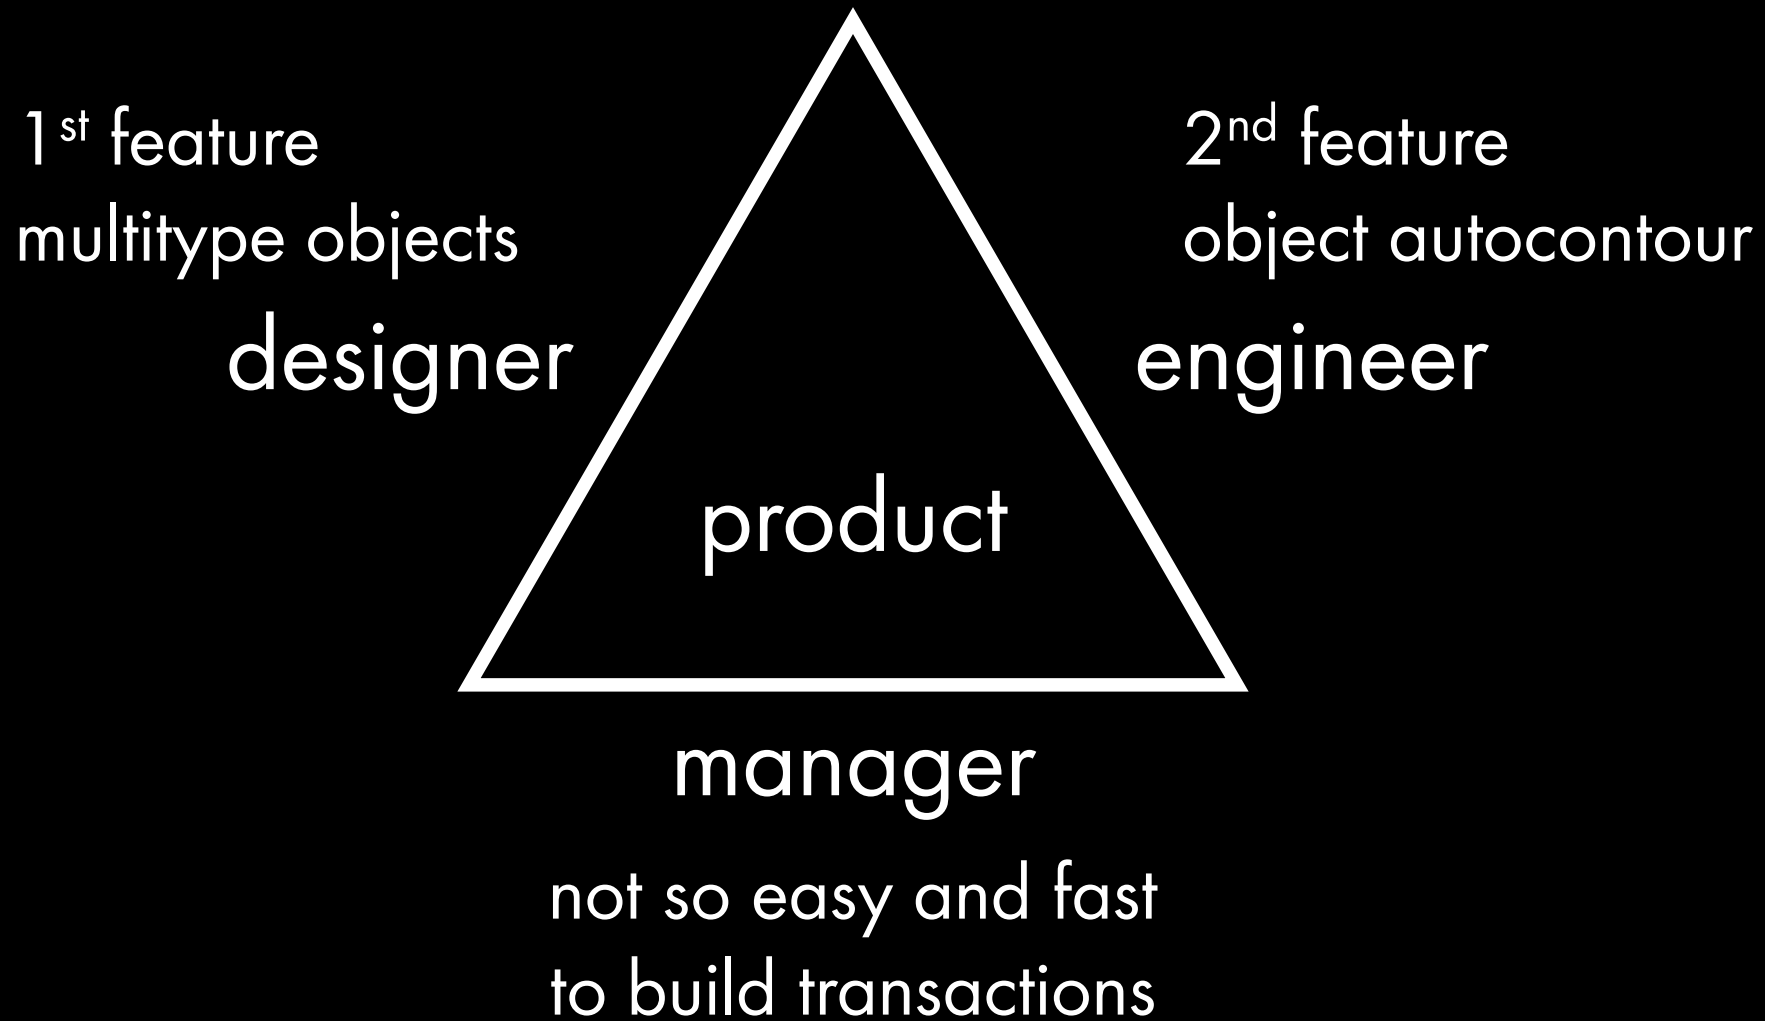 1st feature
multitype objects
designer
2nd feature
object autocontour
engineer
product
manager
not so easy and fast
to build transactions